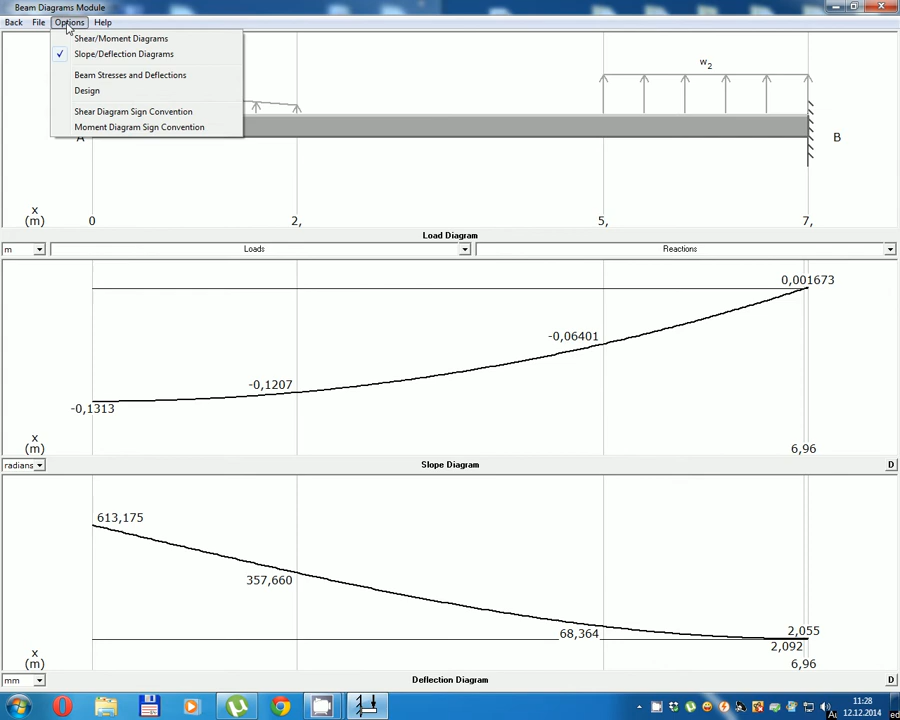 Beam Diagrams Module
Back File Options Help
Shear/Moment Diagrams
✓ Slope/Deflection Diagrams
Beam Stresses and Deflections
Design
Shear Diagram Sign Convention
Moment Diagram Sign Convention
w2
A
B
x
(m)
0 2, 5, 7,
Load Diagram
m Loads Reactions
0,001673
-0,06401
-0,1207
-0,1313
x
(m)
6,96
radians Slope Diagram D
613,175
357,660
68,364
2,055
2,092
x
(m)
6,96
mm Deflection Diagram D
11:28
12.12.2014